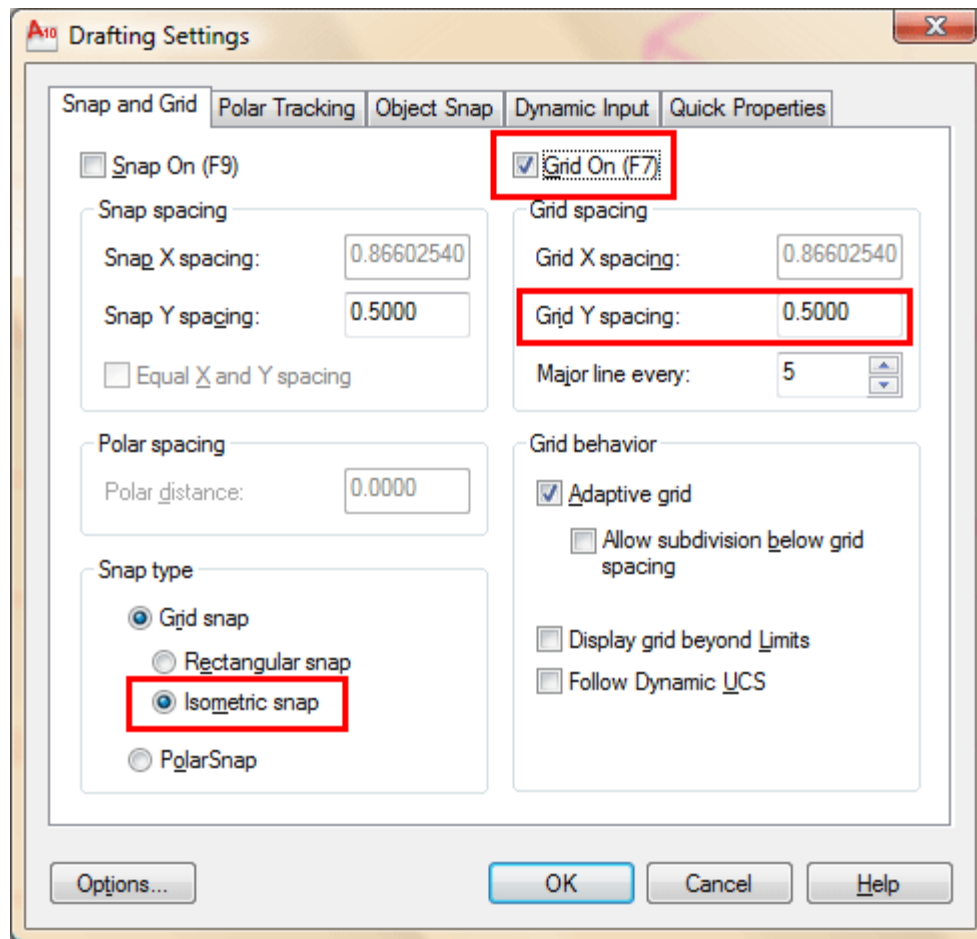 A10 Drafting Settings
Snap and Grid Polar Tracking Object Snap Dynamic Input Quick Properties
Snap On (F9)
Grid On (F7)
Snap spacing
Snap X spacing: 0.86602540
Snap Y spacing: 0.5000
Equal X and Y spacing
Grid spacing
Grid X spacing: 0.86602540
Grid Y spacing: 0.5000
Major line every: 5
Polar spacing
Polar distance: 0.0000
Grid behavior
Adaptive grid
Allow subdivision below grid
spacing
Display grid beyond Limits
Follow Dynamic UCS
Snap type
Grid snap
Rectangular snap
Isometric snap
PolarSnap
Options... OK Cancel Help